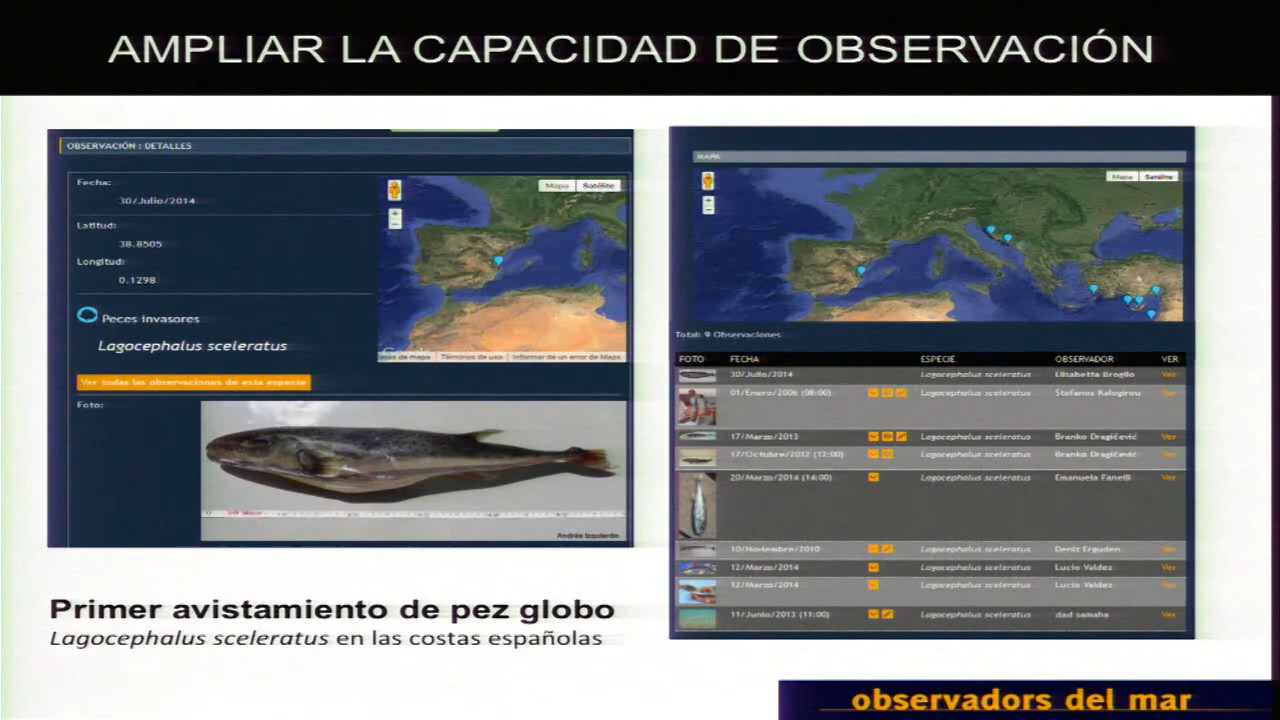 AMPLIAR LA CAPACIDAD DE OBSERVACIÓN
OBSERVACIÓN : DETALLES
Fecha:
30/Julio/2014
Latitud:
38.8505
Longitud:
0.1298
Peces invasores
Lagocephalus sceleratus
Ver todas las observaciones de esta especie
Foto:
Mapa Satélite
Términos de uso Informar de un error de Maps
Andrés Izquierdo
Primer avistamiento de pez globo
Lagocephalus sceleratus en las costas españolas
MAPA
Mapa Satélite
Total: 9 Observaciones
FOTO FECHA ESPECIE OBSERVADOR VER
30/Julio/2014 Lagocephalus sceleratus Elisabetta Broglio Ver
01/Enero/2006 (08:00) Lagocephalus sceleratus Stefanos Kalogirou Ver
17/Marzo/2013 Lagocephalus sceleratus Branko Dragičević Ver
17/Octubre/2012 (12:00) Lagocephalus sceleratus Branko Dragičević Ver
20/Marzo/2014 (14:00) Lagocephalus sceleratus Emanuela Fanelli Ver
10/Noviembre/2010 Lagocephalus sceleratus Deniz Erguden Ver
12/Marzo/2014 Lagocephalus sceleratus Lucio Valdez Ver
12/Marzo/2014 Lagocephalus sceleratus Lucio Valdez Ver
11/Junio/2013 (11:00) Lagocephalus sceleratus ziad samaha Ver
observadors del mar